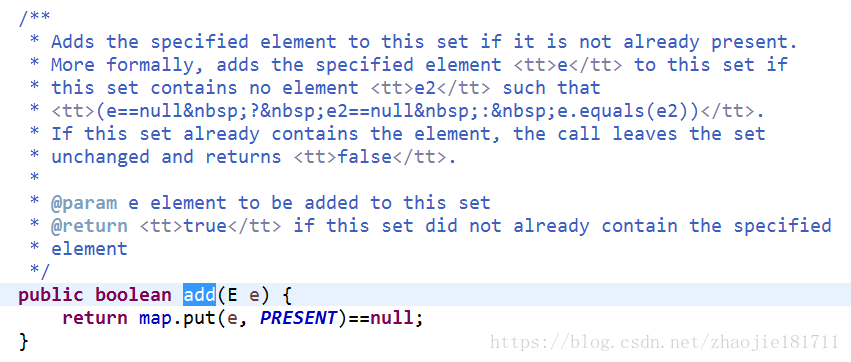 /**
 * Adds the specified element to this set if it is not already present.
 * More formally, adds the specified element <tt>e</tt> to this set if
 * this set contains no element <tt>e2</tt> such that
 * <tt>(e==null&nbsp;?&nbsp;e2==null&nbsp;:&nbsp;e.equals(e2))</tt>.
 * If this set already contains the element, the call leaves the set
 * unchanged and returns <tt>false</tt>.
 *
 * @param e element to be added to this set
 * @return <tt>true</tt> if this set did not already contain the specified
 * element
 */
public boolean add(E e) {
    return map.put(e, PRESENT)==null;
}
https://blog.csdn.net/zhaojie181711